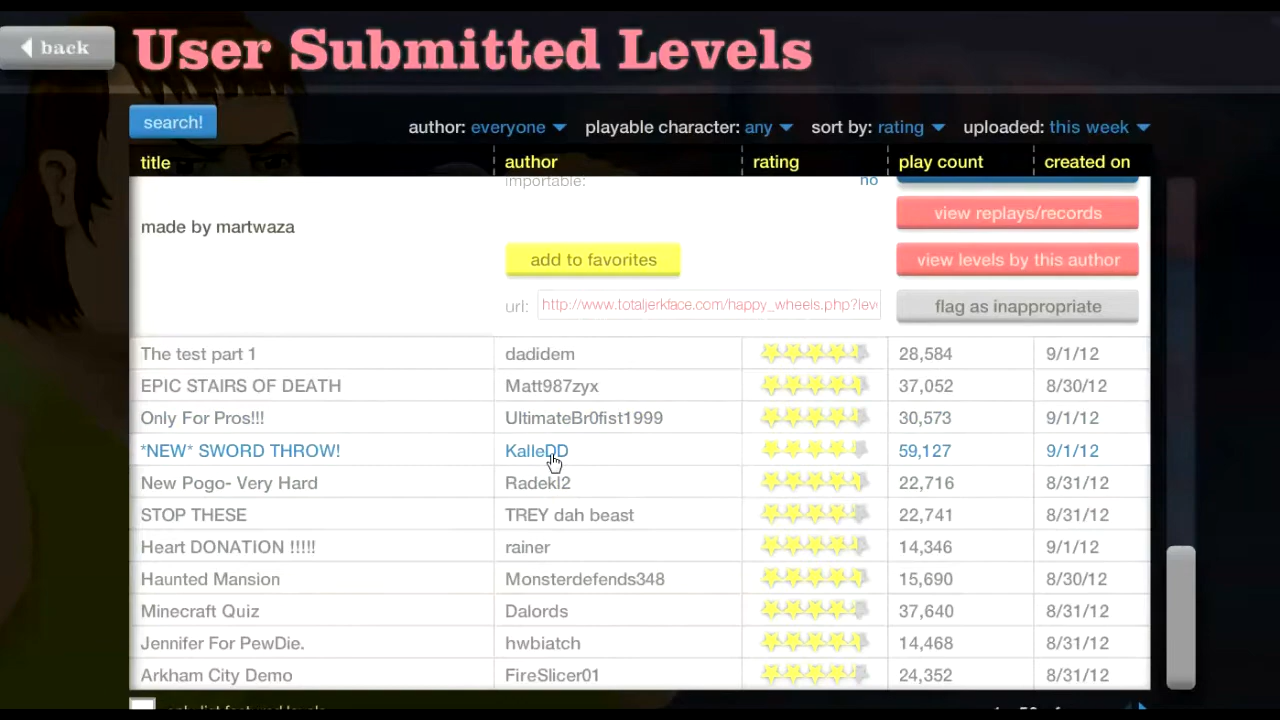 back
User Submitted Levels
search!
author: everyone playable character: any sort by: rating uploaded: this week
title author rating play count created on
importable: no
view replays/records
made by martwaza
add to favorites
view levels by this author
url: http://www.totaljerkface.com/happy_wheels.php?lev
flag as inappropriate
The test part 1 dadidem 28,584 9/1/12
EPIC STAIRS OF DEATH Matt987zyx 37,052 8/30/12
Only For Pros!!! UltimateBr0fist1999 30,573 9/1/12
*NEW* SWORD THROW! KalleDD 59,127 9/1/12
New Pogo- Very Hard Radekl2 22,716 8/31/12
STOP THESE TREY dah beast 22,741 8/31/12
Heart DONATION !!!!! rainer 14,346 9/1/12
Haunted Mansion Monsterdefends348 15,690 8/30/12
Minecraft Quiz Dalords 37,640 8/31/12
Jennifer For PewDie. hwbiatch 14,468 8/31/12
Arkham City Demo FireSlicer01 24,352 8/31/12